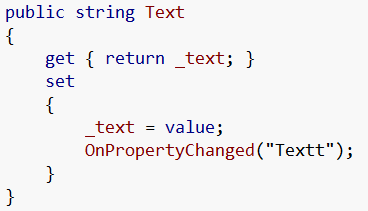 public string Text
{
    get { return _text; }
    set
    {
        _text = value;
        OnPropertyChanged("Textt");
    }
}